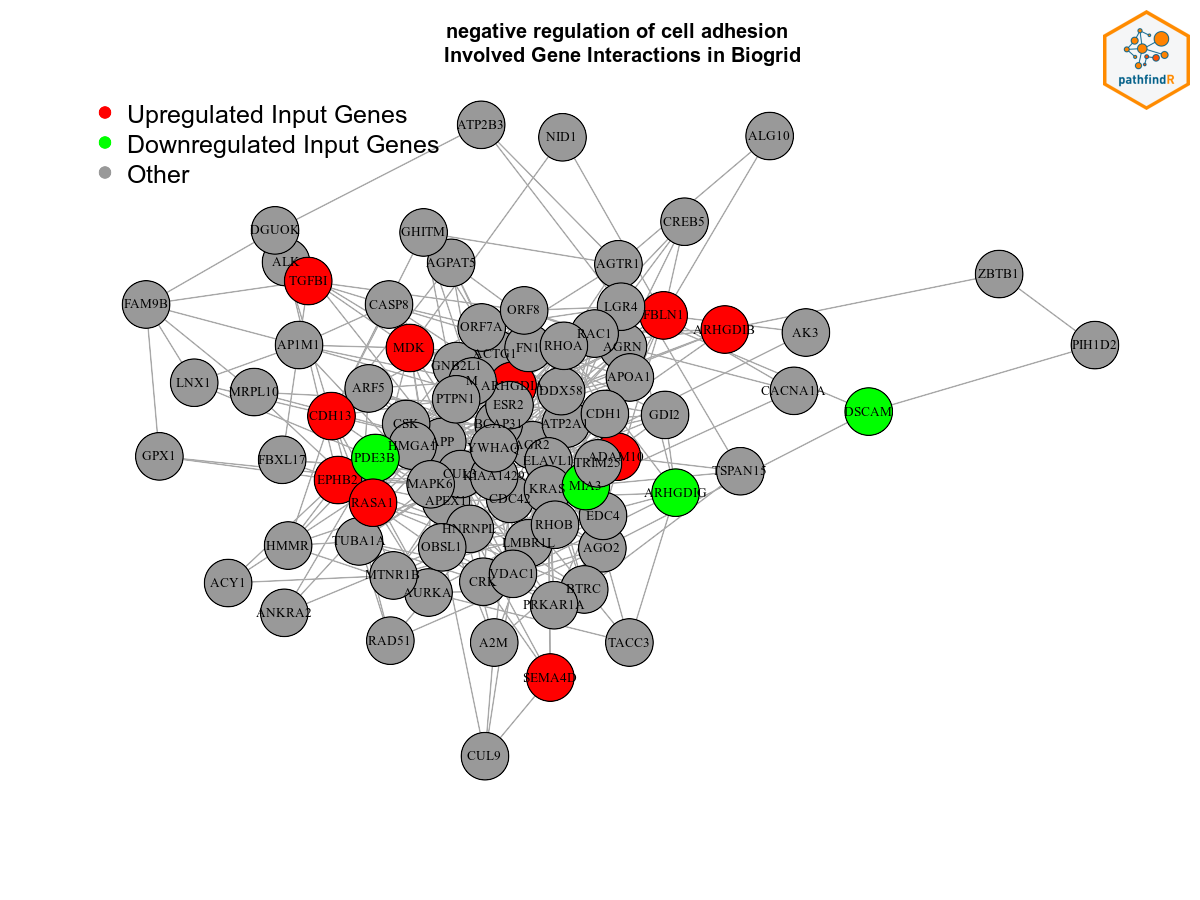 negative regulation of cell adhesion
Involved Gene Interactions in Biogrid
pathfindR
Upregulated Input Genes
Downregulated Input Genes
Other
ATP2B3
NID1
ALG10
CREB5
DGUOK
GHITM
ALK
AGPAT5
AGTR1
ZBTB1
TGFBI
FAM9B
CASP8
ORF8
LGR4
FBLN1
ARHGDIB
AK3
ORF7A
RAC1
AP1M1
MDK
ACTG1
FN1
RHOA
AGRN
PIH1D2
GNB2L1
M
LNX1
MRPL10
ARF5
PTPN1
ARHGDIA
DDX58
APOA1
CACNA1A
ESR2
CDH13
CSK
BCAP31
ATP2A1
CDH1
GDI2
DSCAM
HMGA1
APP
YWHAG
AGR2
GPX1
FBXL17
PDE3B
ELAVL1
TRIM25
ADAM10
TSPAN15
EPHB2
MAPK6
CUL3
KIAA1429
KRAS
MIA3
ARHGDIG
RASA1
APEX1
CDC42
EDC4
HNRNPL
RHOB
HMMR
TUBA1A
OBSL1
LMBR1L
AGO2
ACY1
MTNR1B
AURKA
CRK
VDAC1
BTRC
ANKRA2
PRKAR1A
RAD51
A2M
TACC3
SEMA4D
CUL9